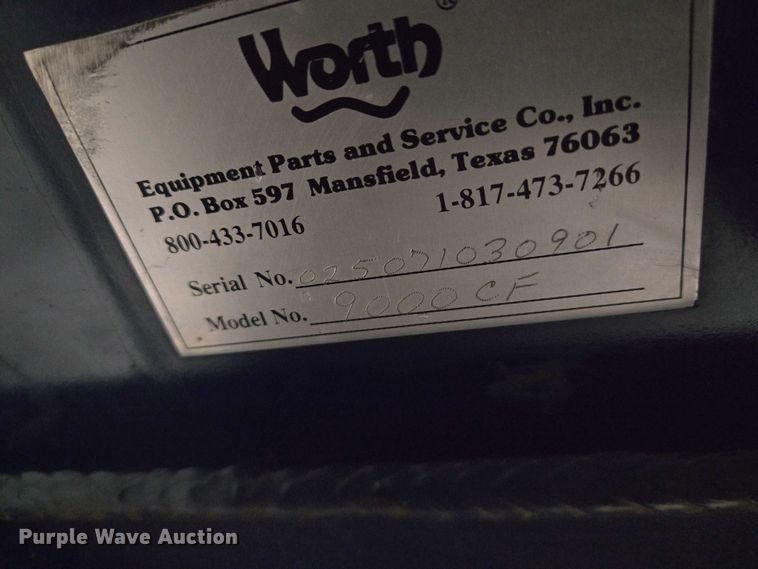 Worth®
Equipment Parts and Service Co., Inc.
P.O. Box 597 Mansfield, Texas 76063
800-433-7016 1-817-473-7266
Serial No. 025071030901
Model No. 9000 CF
Purple Wave Auction